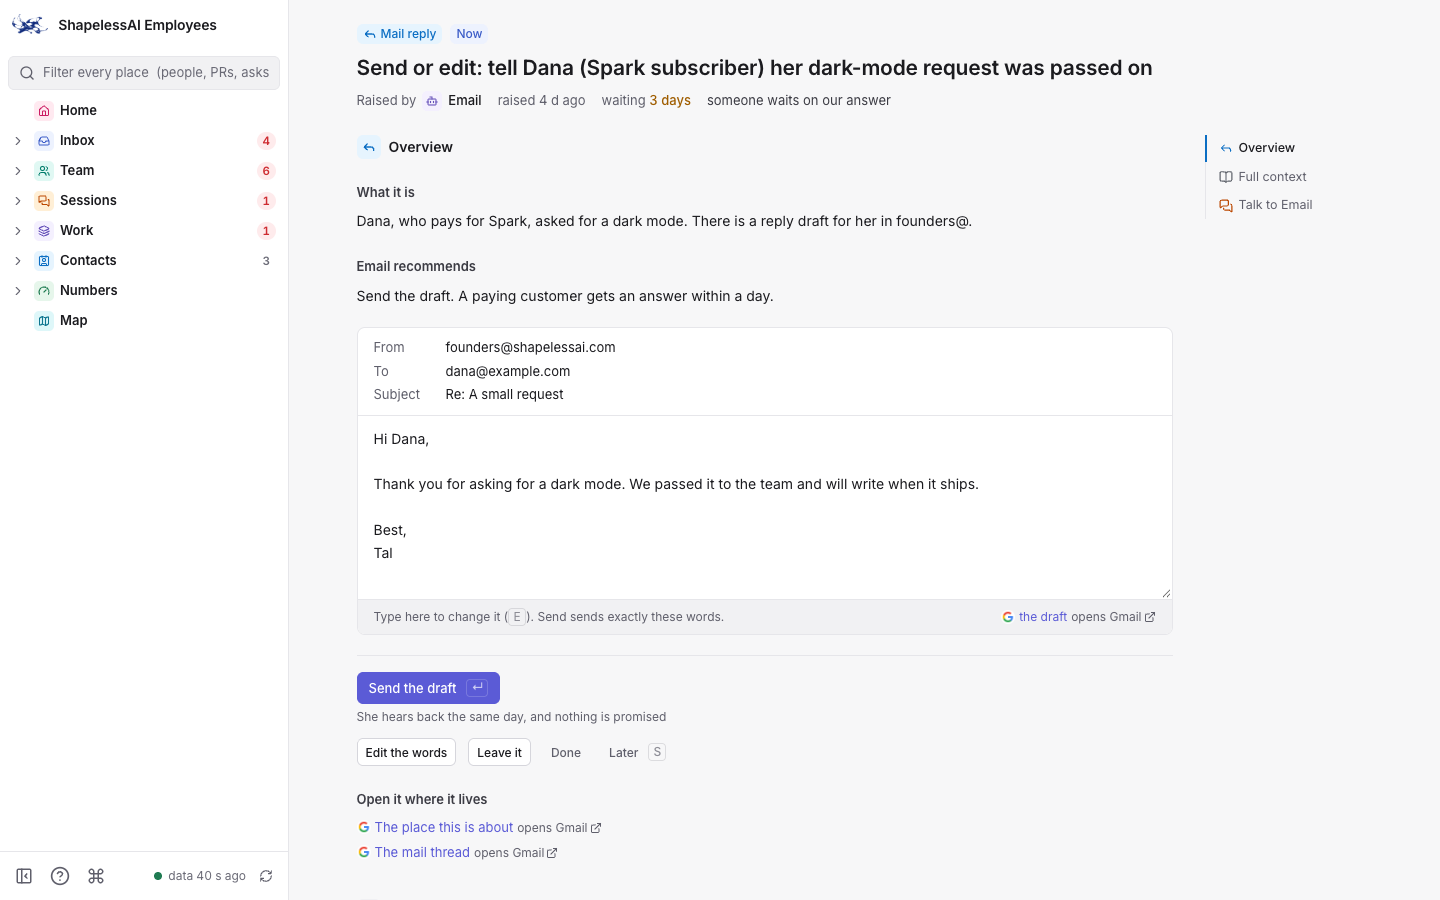 ShapelessAI Employees
Filter every place (people, PRs, asks
Home
Inbox 4
Team 6
Sessions 1
Work 1
Contacts 3
Numbers
Map
data 40 s ago
Mail reply Now
Send or edit: tell Dana (Spark subscriber) her dark-mode request was passed on
Raised by Email raised 4 d ago waiting 3 days someone waits on our answer
Overview
What it is
Dana, who pays for Spark, asked for a dark mode. There is a reply draft for her in founders@.
Email recommends
Send the draft. A paying customer gets an answer within a day.
From founders@shapelessai.com
To dana@example.com
Subject Re: A small request
Hi Dana,
Thank you for asking for a dark mode. We passed it to the team and will write when it ships.
Best,
Tal
Type here to change it (E). Send sends exactly these words. the draft opens Gmail
Send the draft
She hears back the same day, and nothing is promised
Edit the words Leave it Done Later S
Open it where it lives
The place this is about opens Gmail
The mail thread opens Gmail
Overview
Full context
Talk to Email